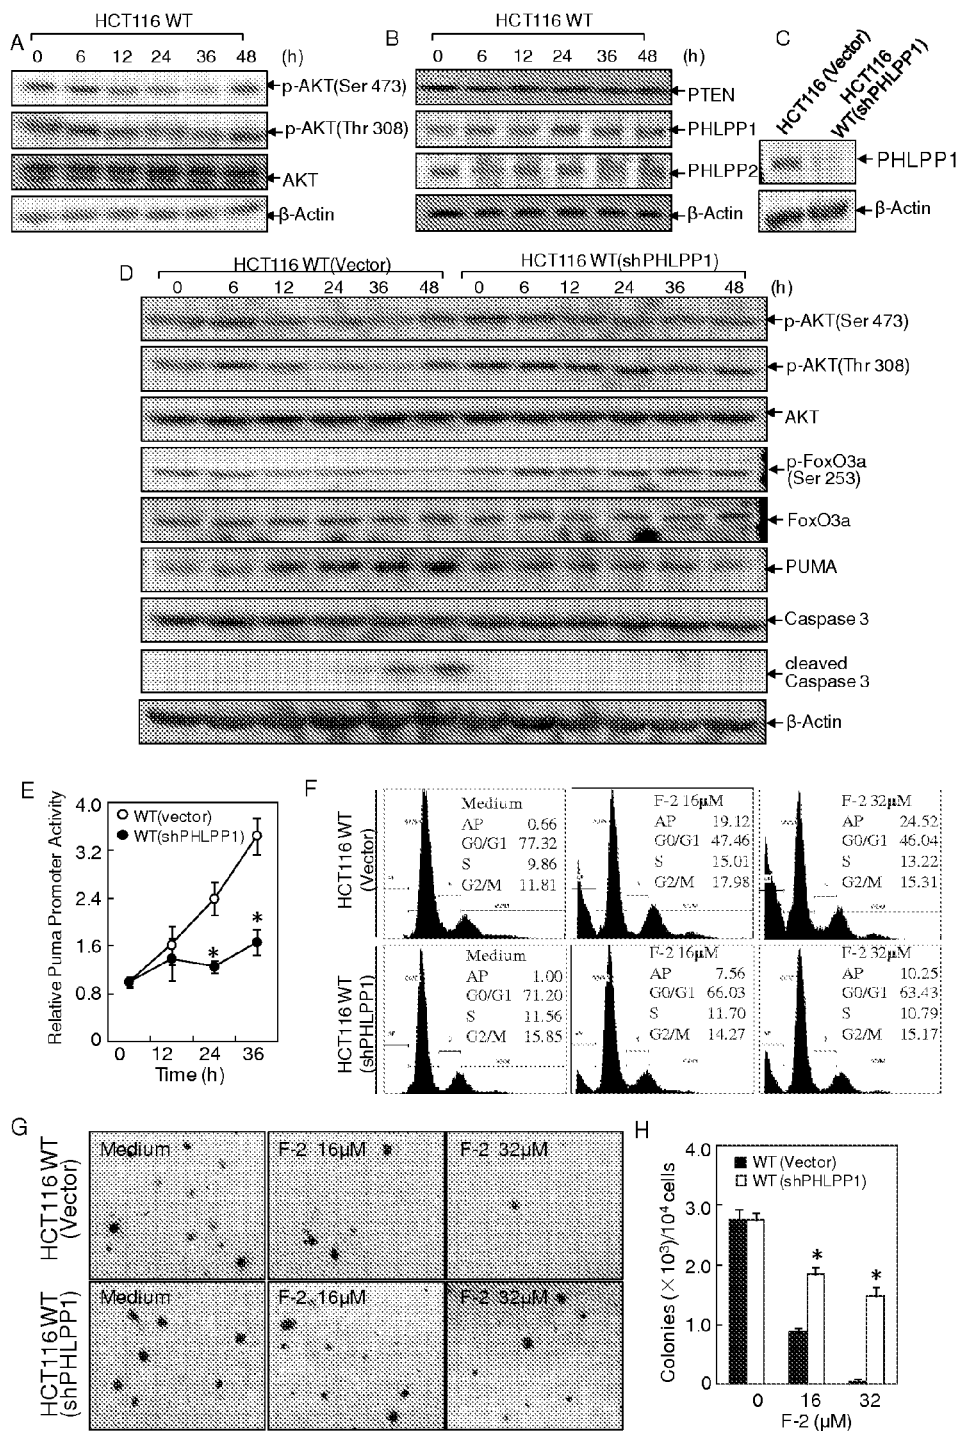 A
HCT116 WT
0 6 12 24 36 48 (h)
p-AKT(Ser 473)
p-AKT(Thr 308)
AKT
β-Actin
B
HCT116 WT
0 6 12 24 36 48
PTEN
PHLPP1
PHLPP2
β-Actin
C
HCT116 (Vector)
HCT116
WT(shPHLPP1)
PHLPP1
β-Actin
D
HCT116 WT(Vector) HCT116 WT(shPHLPP1)
0 6 12 24 36 48 0 6 12 24 36 48 (h)
p-AKT(Ser 473)
p-AKT(Thr 308)
AKT
p-FoxO3a
(Ser 253)
FoxO3a
PUMA
Caspase 3
cleaved
Caspase 3
β-Actin
E
Relative Puma Promoter Activity
4.0
3.2
2.4
1.6
0.8
0
WT(vector)
WT(shPHLPP1)
*
*
0 12 24 36
Time (h)
F
HCT116 WT
(Vector)
Medium
AP 0.66
G0/G1 77.32
S 9.86
G2/M 11.81
F-2 16μM
AP 19.12
G0/G1 47.46
S 15.01
G2/M 17.98
F-2 32μM
AP 24.52
G0/G1 46.04
S 13.22
G2/M 15.31
HCT116 WT
(shPHLPP1)
Medium
AP 1.00
G0/G1 71.20
S 11.56
G2/M 15.85
F-2 16μM
AP 7.56
G0/G1 66.03
S 11.70
G2/M 14.27
F-2 32μM
AP 10.25
G0/G1 63.43
S 10.79
G2/M 15.17
G
HCT116 WT
(Vector)
Medium F-2 16μM F-2 32μM
HCT116 WT
(shPHLPP1)
Medium F-2 16μM F-2 32μM
H
Colonies (×10³)/10⁴ cells
4.0
3.0
2.0
1.0
0
WT (Vector)
WT (shPHLPP1)
*
*
0 16 32
F-2 (μM)